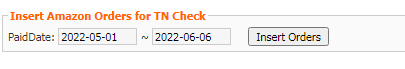 Insert Amazon Orders for TN Check
PaidDate: 2022-05-01 ~ 2022-06-06 Insert Orders